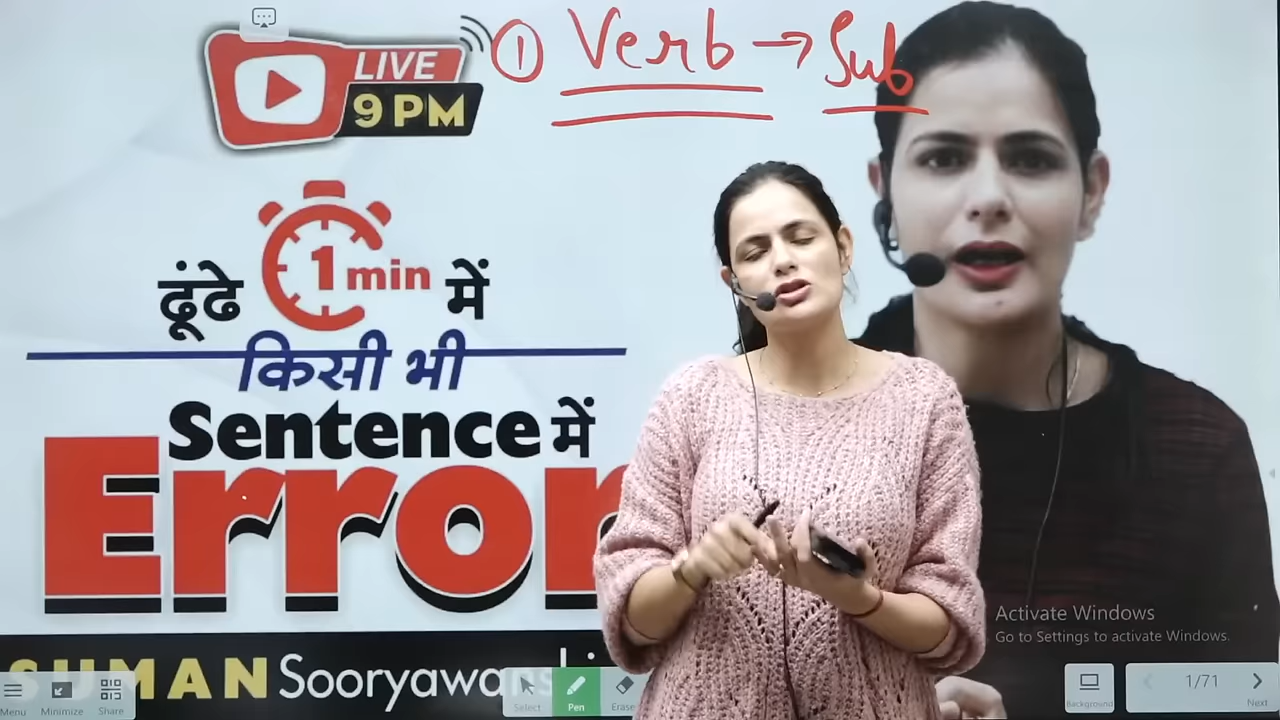 ① Verb → Sub
LIVE
9 PM
ढूंढे 1 min में
किसी भी
Sentence में
Error
SUMAN Sooryawanshi
Activate Windows
Go to Settings to activate Windows.
Menu Minimize Share Select Pen Erase Background 1/71 Next